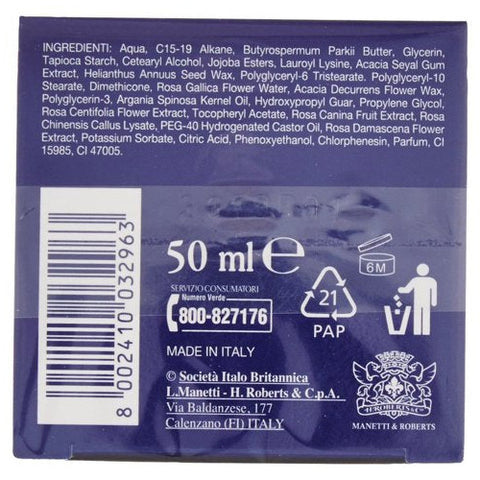 INGREDIENTI: Aqua, C15-19 Alkane, Butyrospermum Parkii Butter, Glycerin,
Tapioca Starch, Cetearyl Alcohol, Jojoba Esters, Lauroyl Lysine, Acacia Seyal Gum
Extract, Helianthus Annuus Seed Wax, Polyglyceryl-6 Tristearate. Polyglyceryl-10
Stearate, Dimethicone, Rosa Gallica Flower Water, Acacia Decurrens Flower Wax,
Polyglycerin-3. Argania Spinosa Kernel Oil, Hydroxypropyl Guar, Propylene Glycol,
Rosa Centifolia Flower Extract, Tocopheryl Acetate, Rosa Canina Fruit Extract, Rosa
Chinensis Callus Lysate, PEG-40 Hydrogenated Castor Oil, Rosa Damascena Flower
Extract, Potassium Sorbate, Citric Acid, Phenoxyethanol, Chlorphenesin, Parfum, CI
15985, CI 47005.
8 002410 032963
50 ml e
6M
SERVIZIO CONSUMATORI
Numero Verde
800-827176
21
PAP
MADE IN ITALY
© Società Italo Britannica
L.Manetti - H. Roberts & C.p.A.
Via Baldanzese, 177
Calenzano (FI) ITALY
H.ROBERTS & C.
MANETTI & ROBERTS